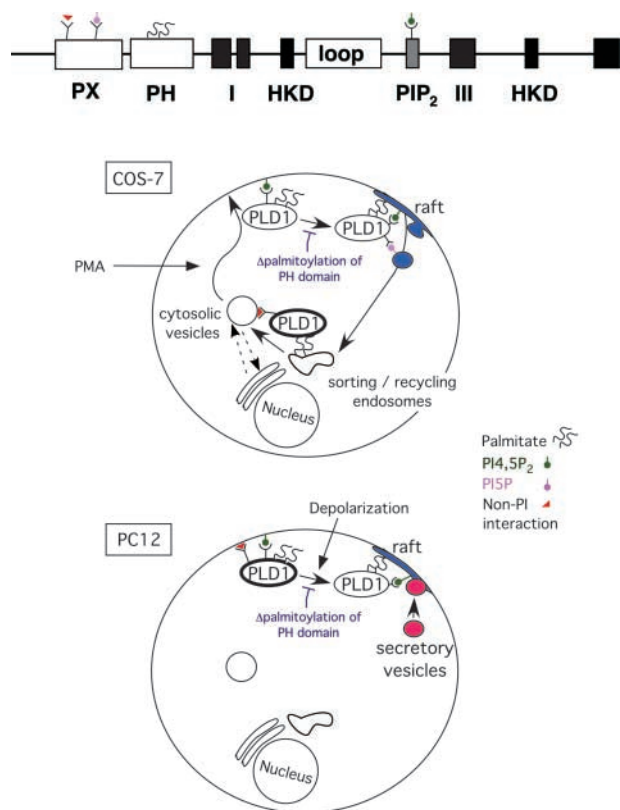 loop
PX PH I HKD PIP2 III HKD
COS-7
raft
PLD1
PLD1
Δpalmitoylation of
PH domain
PMA
cytosolic
vesicles
PLD1
sorting / recycling
endosomes
Nucleus
Palmitate
PI4,5P2
PI5P
Non-PI
interaction
Depolarization
PC12
raft
PLD1
PLD1
Δpalmitoylation of
PH domain
secretory
vesicles
Nucleus